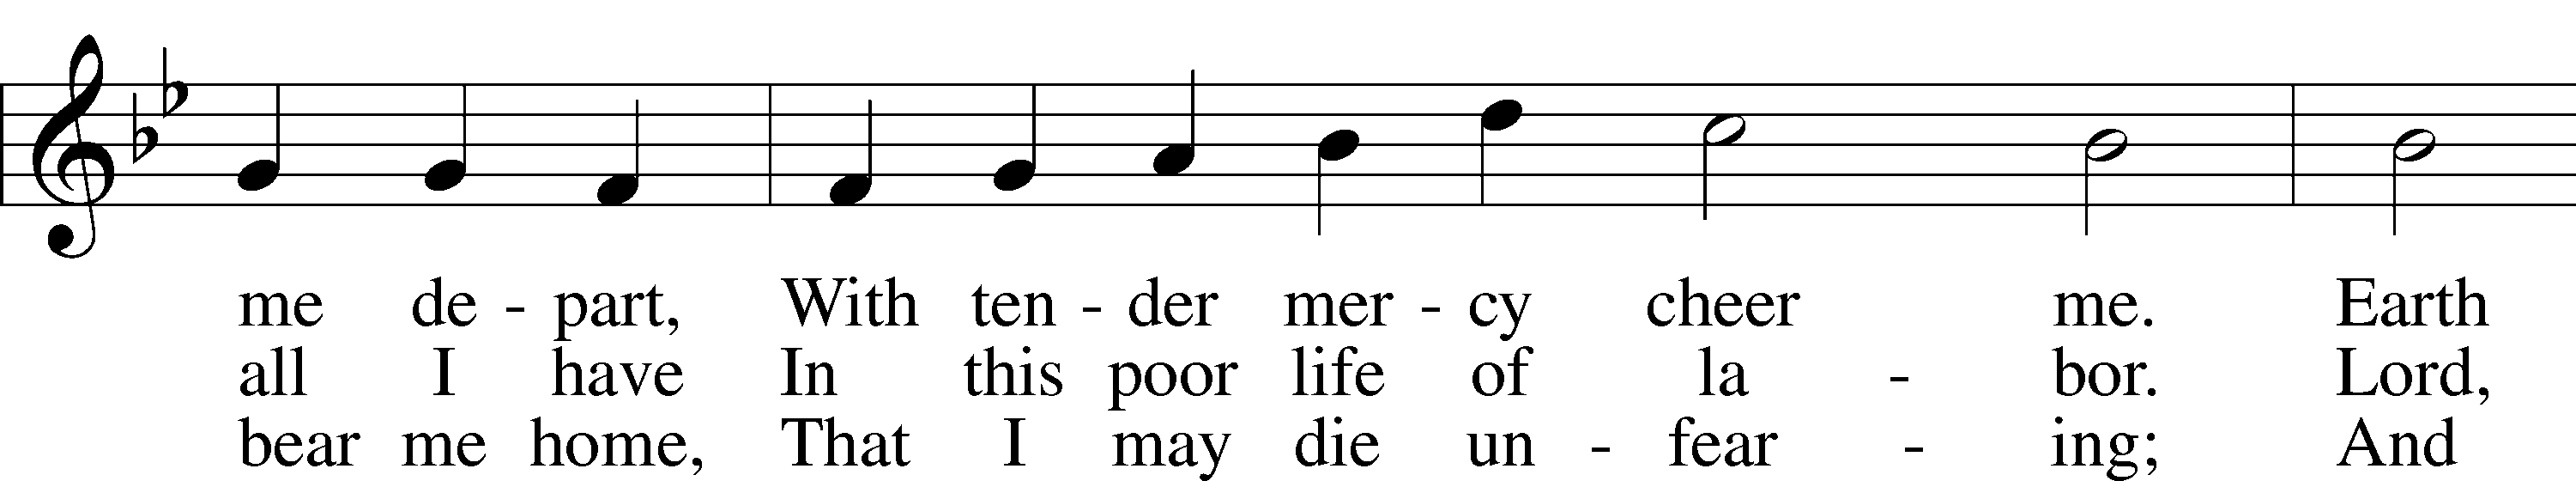 me de - part, With ten - der mer - cy cheer me. Earth
all I have In this poor life of la - bor. Lord,
bear me home, That I may die un - fear - ing; And